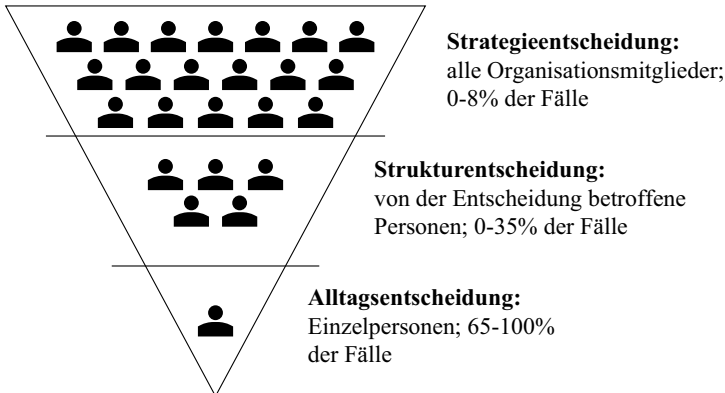 Strategieentscheidung:
alle Organisationsmitglieder;
0-8% der Fälle
Strukturentscheidung:
von der Entscheidung betroffene
Personen; 0-35% der Fälle
Alltagsentscheidung:
Einzelpersonen; 65-100%
der Fälle